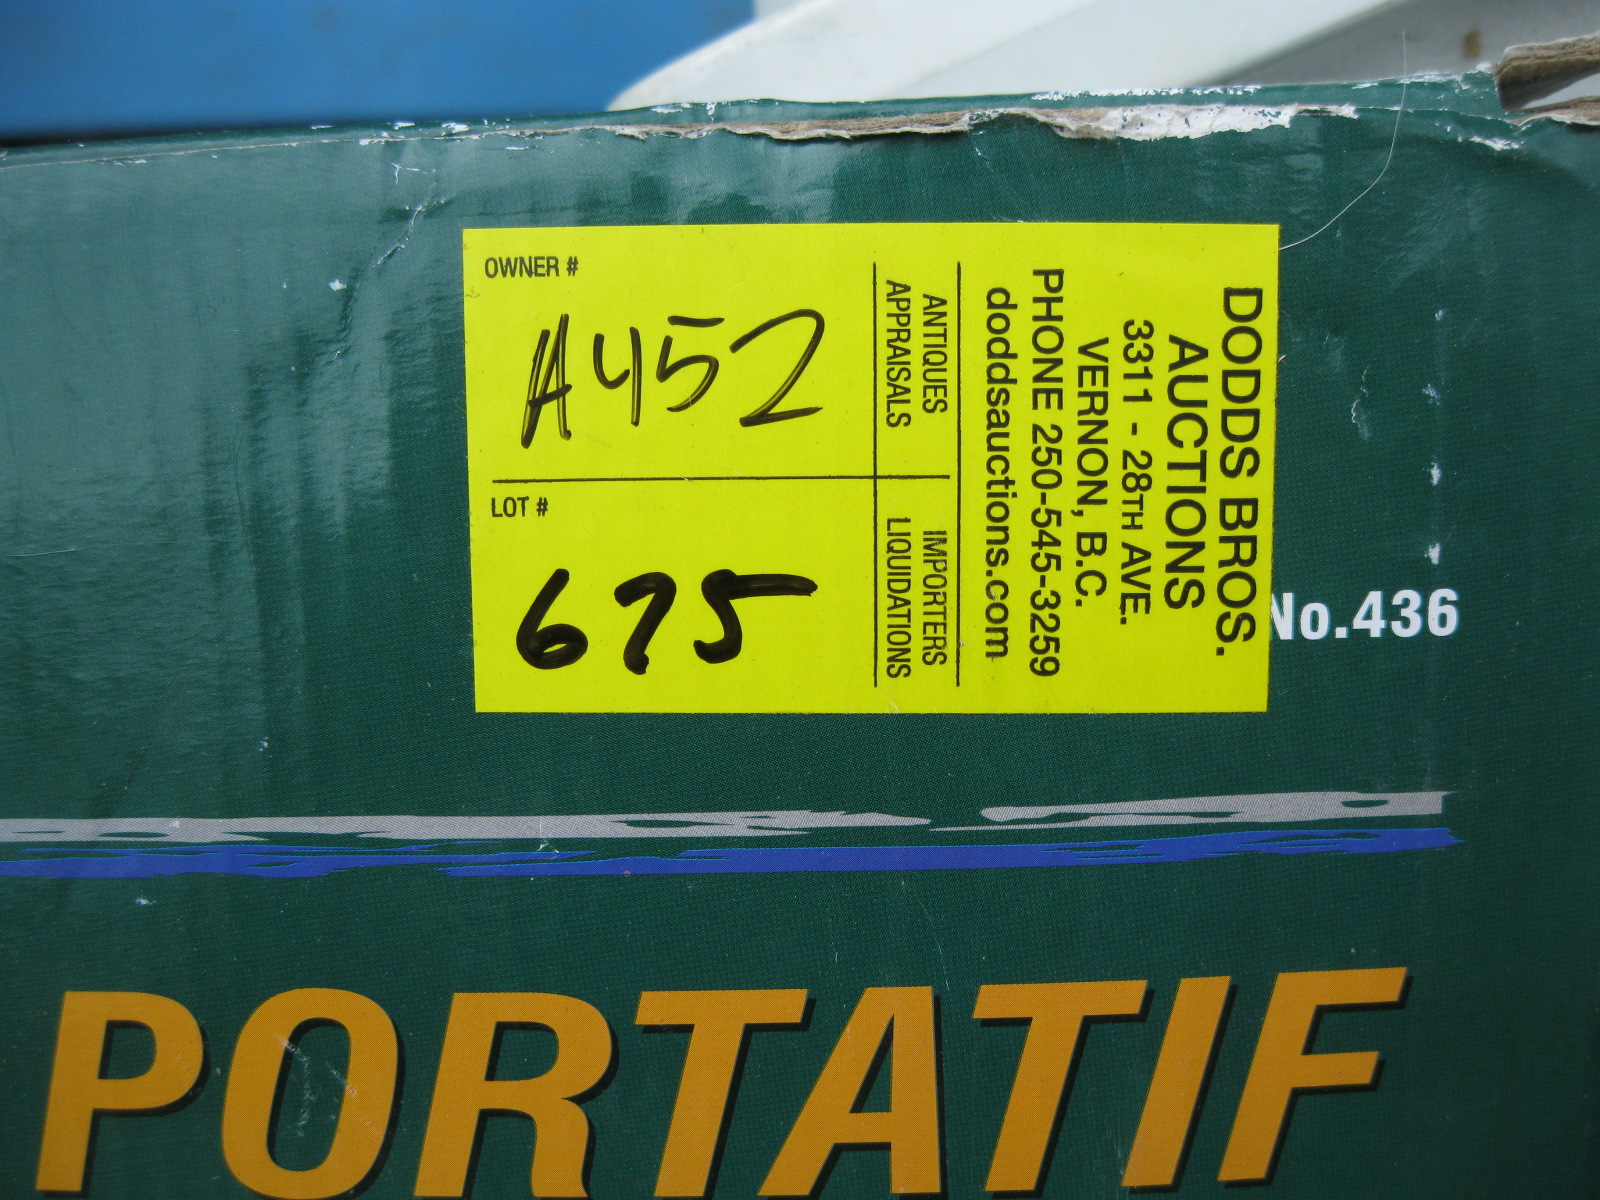 OWNER #
A452
LOT #
675
ANTIQUES
APPRAISALS
IMPORTERS
LIQUIDATIONS
DODDS BROS.
AUCTIONS
3311 - 28TH AVE.
VERNON, B.C.
PHONE 250-545-3259
doddsauctions.com
No.436
PORTATIF